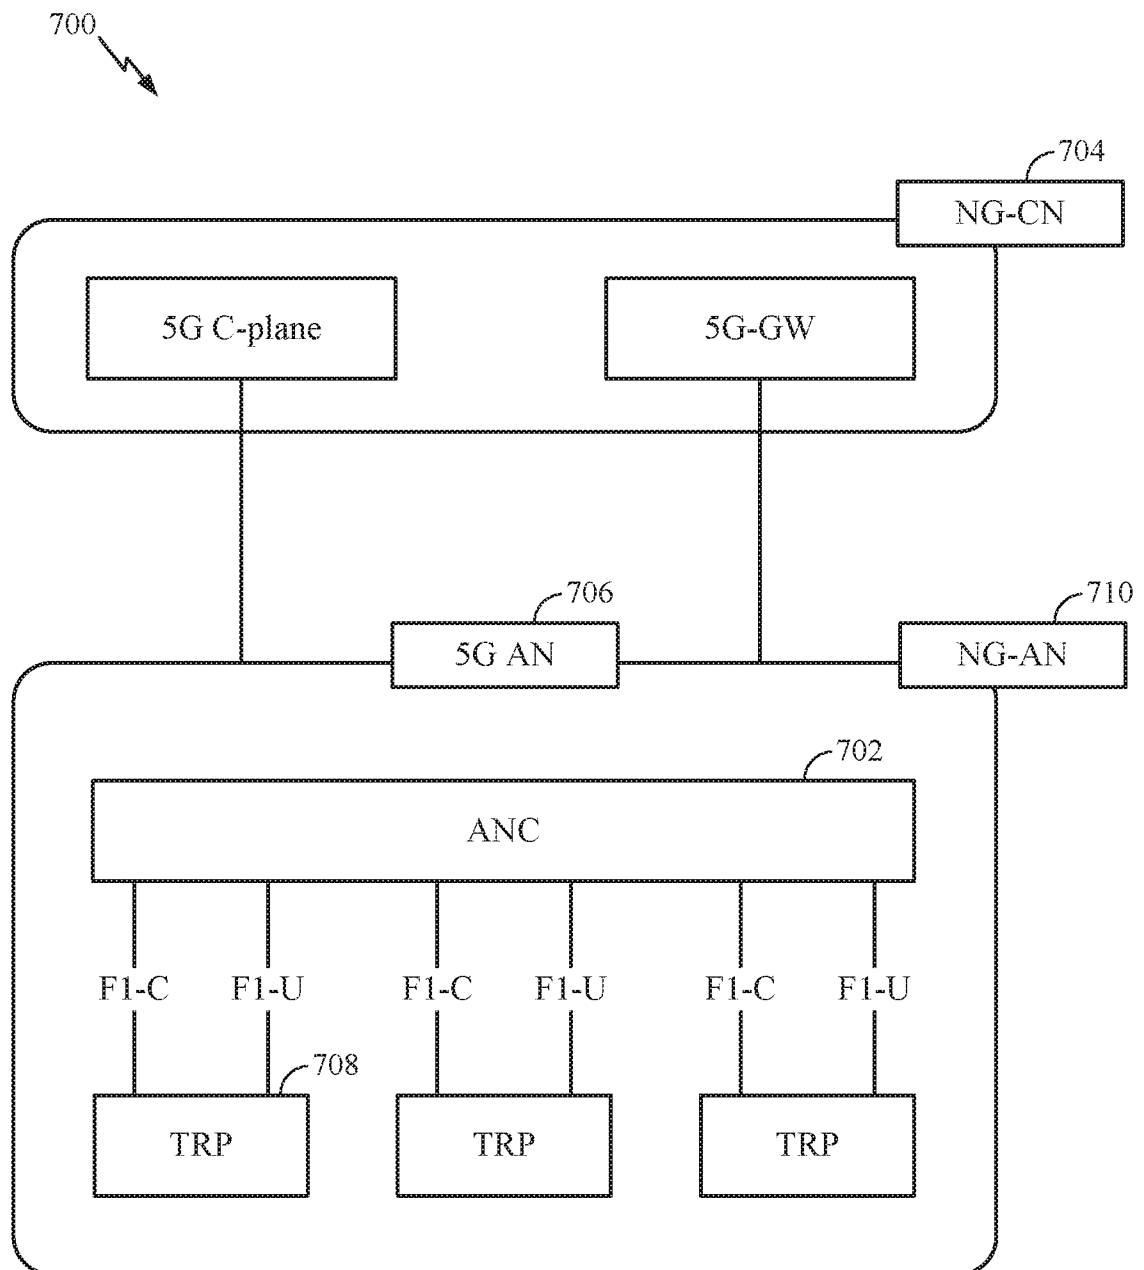 700
704
NG-CN
5G C-plane
5G-GW
706
710
5G AN
NG-AN
702
ANC
F1-C F1-U F1-C F1-U F1-C F1-U
708
TRP TRP TRP